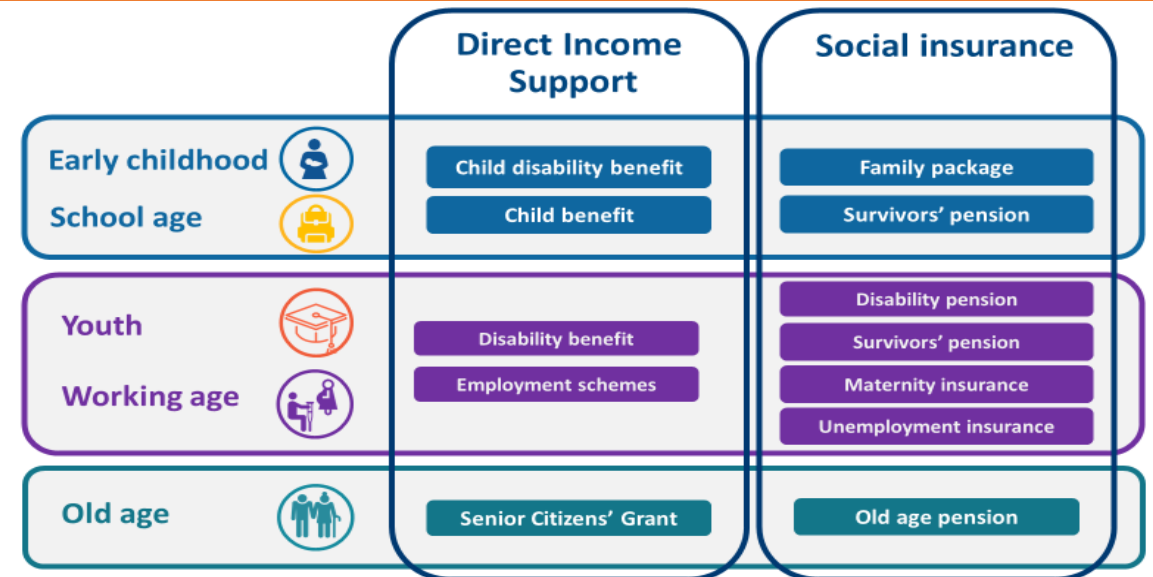 Direct Income
Support
Social insurance
Early childhood
School age
Child disability benefit
Child benefit
Family package
Survivors’ pension
Youth
Working age
Disability benefit
Employment schemes
Disability pension
Survivors’ pension
Maternity insurance
Unemployment insurance
Old age
Senior Citizens’ Grant
Old age pension